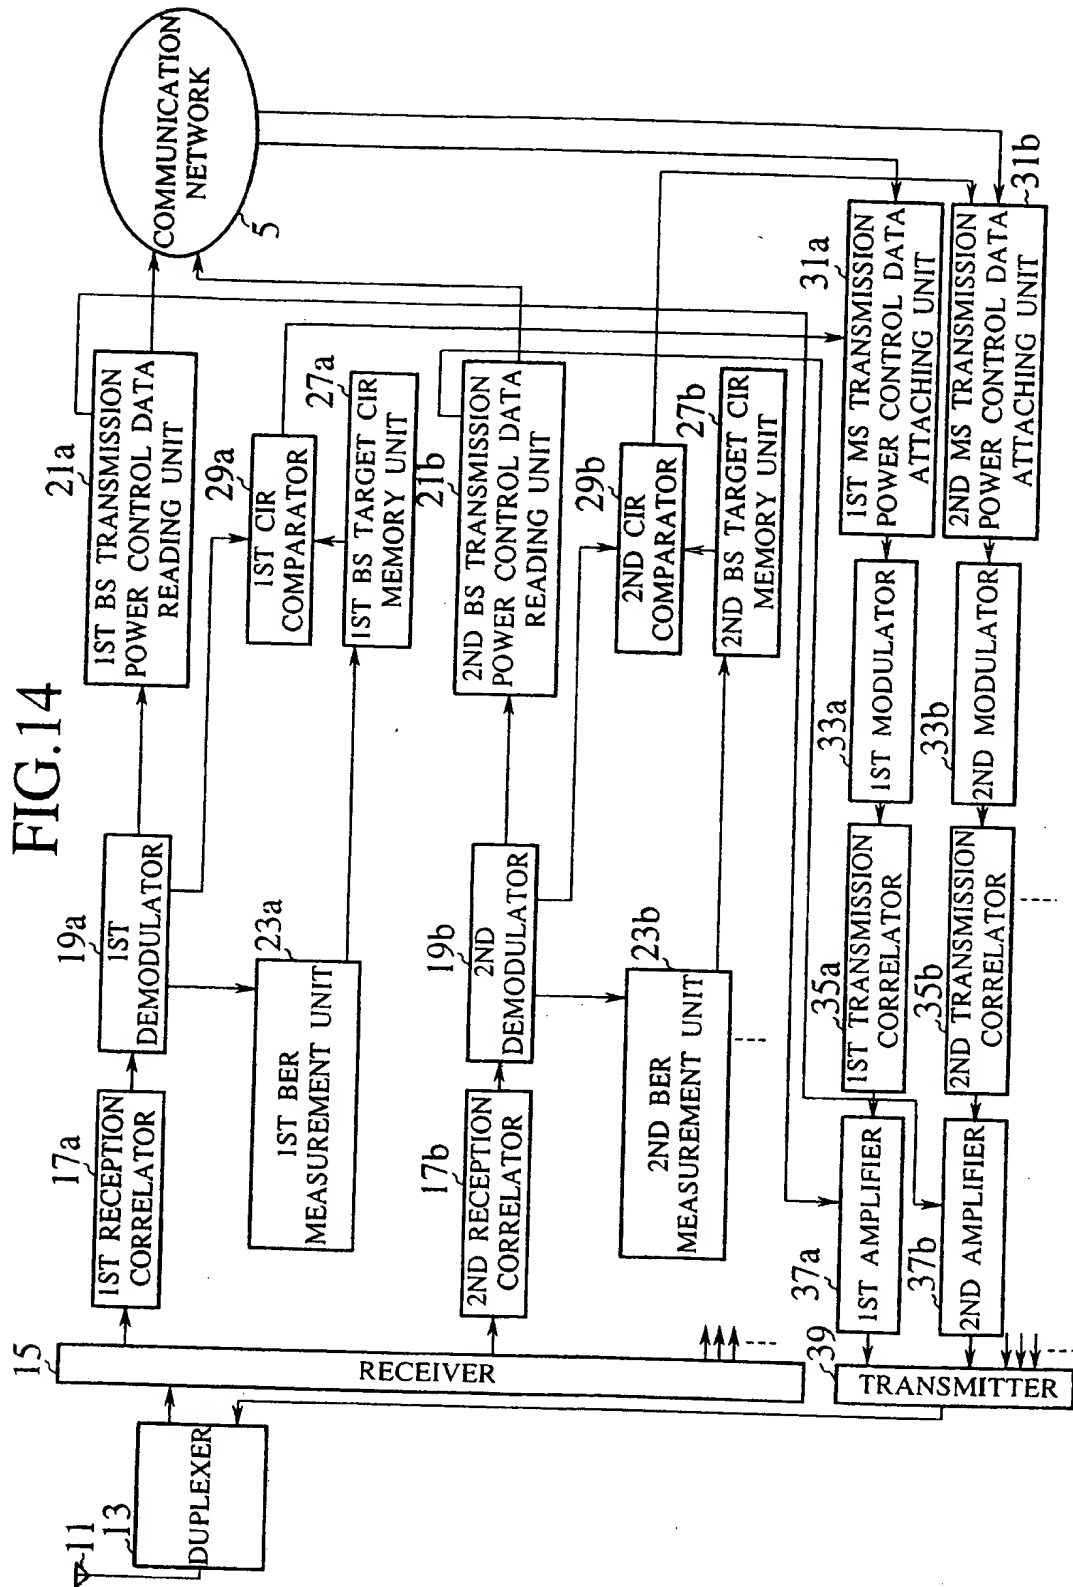 FIG.14
11
13
DUPLEXER
15
RECEIVER
17a
1ST RECEPTION
CORRELATOR
19a
1ST
DEMODULATOR
21a
1ST BS TRANSMISSION
POWER CONTROL DATA
READING UNIT
COMMUNICATION
NETWORK
5
23a
1ST BER
MEASUREMENT UNIT
29a
1ST CIR
COMPARATOR
27a
1ST BS TARGET CIR
MEMORY UNIT
17b
2ND RECEPTION
CORRELATOR
19b
2ND
DEMODULATOR
21b
2ND BS TRANSMISSION
POWER CONTROL DATA
READING UNIT
23b
2ND BER
MEASUREMENT UNIT
29b
2ND CIR
COMPARATOR
27b
2ND BS TARGET CIR
MEMORY UNIT
39
TRANSMITTER
37a
1ST AMPLIFIER
35a
1ST TRANSMISSION
CORRELATOR
33a
1ST MODULATOR
31a
1ST MS TRANSMISSION
POWER CONTROL DATA
ATTACHING UNIT
37b
2ND AMPLIFIER
35b
2ND TRANSMISSION
CORRELATOR
33b
2ND MODULATOR
31b
2ND MS TRANSMISSION
POWER CONTROL DATA
ATTACHING UNIT